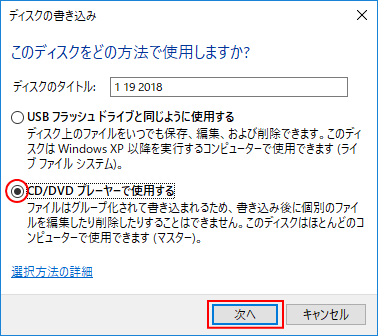 ディスクの書き込み
このディスクをどの方法で使用しますか?
ディスクのタイトル: 1 19 2018
USB フラッシュ ドライブと同じように使用する
ディスク上のファイルをいつでも保存、編集、および削除できます。このディ
スクは Windows XP 以降を実行するコンピューターで使用できます (ライ
ブ ファイル システム)。
CD/DVD プレーヤーで使用する
ファイルはグループ化されて書き込まれるため、書き込み後に個別のファイ
ルを編集したり削除したりすることはできません。このディスクはほとんどのコ
ンピューターで使用できます (マスター)。
選択方法の詳細
次へ キャンセル